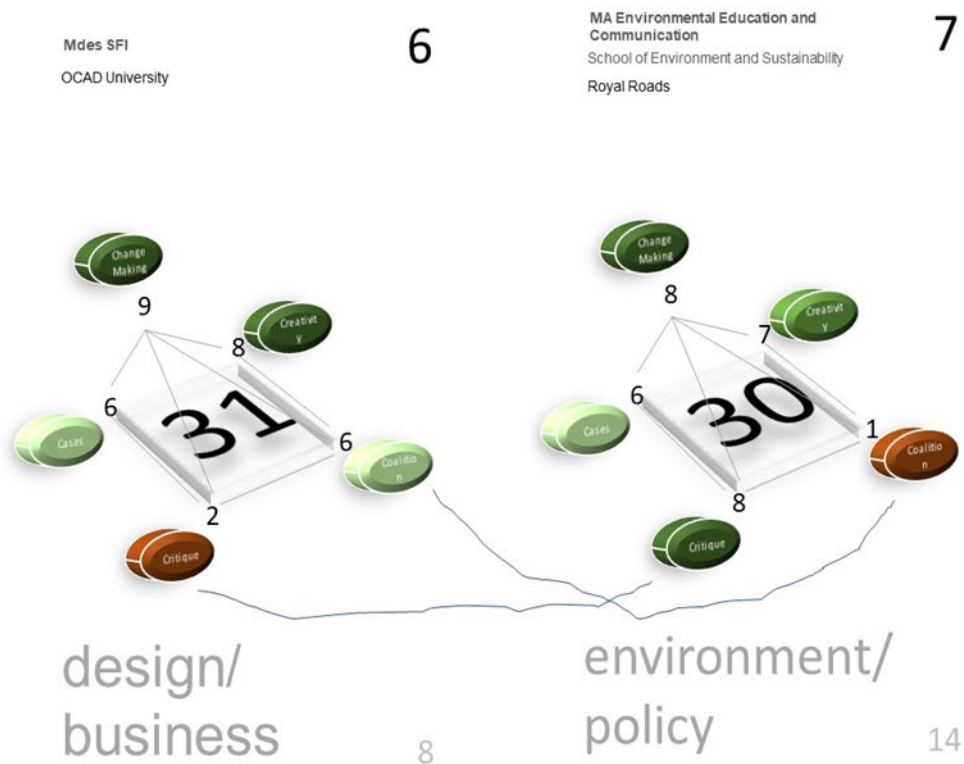 Mdes SFI
OCAD University
6
Change
Making
9
Creativit
y
8
6
31
Cases
6
Coalitio
n
2
Critique
design/
business
8
MA Environmental Education and
Communication
School of Environment and Sustainability
Royal Roads
7
Change
Making
8
Creativit
y
7
6
30
Cases
1
Coalitio
n
8
Critique
environment/
policy
14